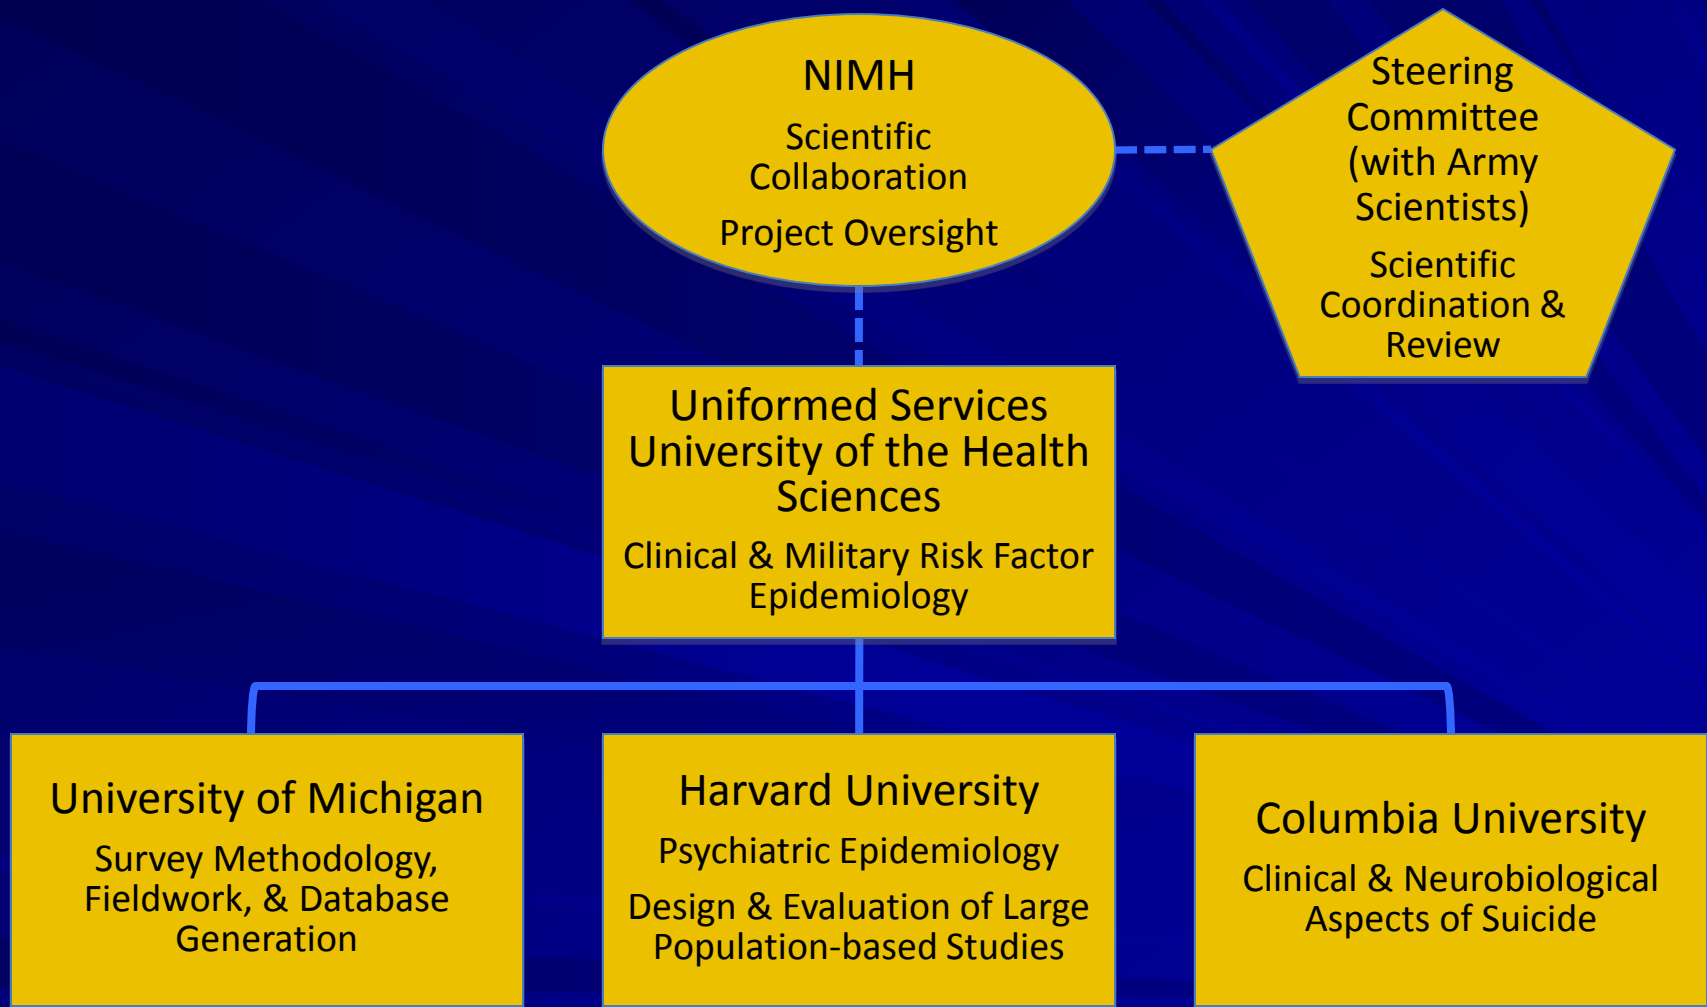 NIMH
Scientific
Collaboration
Project Oversight
Steering
Committee
(with Army
Scientists)
Scientific
Coordination &
Review
Uniformed Services
University of the Health
Sciences
Clinical & Military Risk Factor
Epidemiology
University of Michigan
Survey Methodology,
Fieldwork, & Database
Generation
Harvard University
Psychiatric Epidemiology
Design & Evaluation of Large
Population-based Studies
Columbia University
Clinical & Neurobiological
Aspects of Suicide